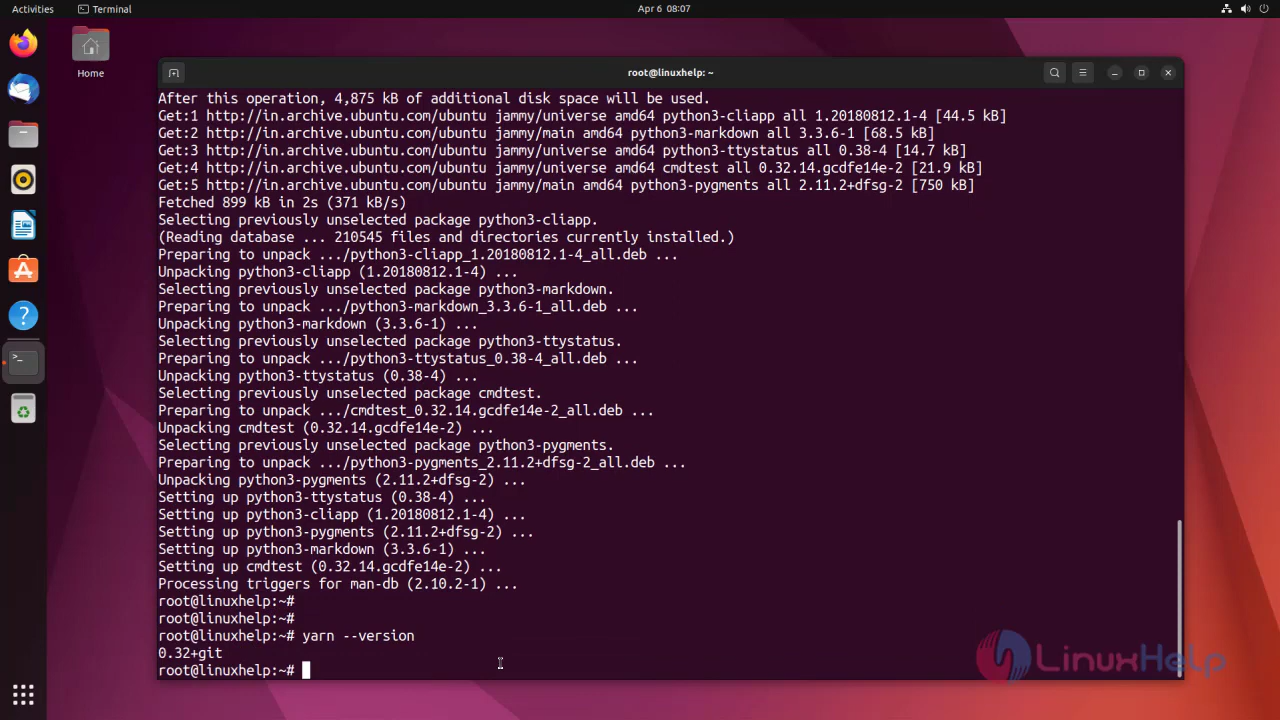 Activities
Terminal
Apr 6 08:07
Home
root@linuxhelp: ~
After this operation, 4,875 kB of additional disk space will be used.
Get:1 http://in.archive.ubuntu.com/ubuntu jammy/universe amd64 python3-cliapp all 1.20180812.1-4 [44.5 kB]
Get:2 http://in.archive.ubuntu.com/ubuntu jammy/main amd64 python3-markdown all 3.3.6-1 [68.5 kB]
Get:3 http://in.archive.ubuntu.com/ubuntu jammy/universe amd64 python3-ttystatus all 0.38-4 [14.7 kB]
Get:4 http://in.archive.ubuntu.com/ubuntu jammy/universe amd64 cmdtest all 0.32.14.gcdfe14e-2 [21.9 kB]
Get:5 http://in.archive.ubuntu.com/ubuntu jammy/main amd64 python3-pygments all 2.11.2+dfsg-2 [750 kB]
Fetched 899 kB in 2s (371 kB/s)
Selecting previously unselected package python3-cliapp.
(Reading database ... 210545 files and directories currently installed.)
Preparing to unpack .../python3-cliapp_1.20180812.1-4_all.deb ...
Unpacking python3-cliapp (1.20180812.1-4) ...
Selecting previously unselected package python3-markdown.
Preparing to unpack .../python3-markdown_3.3.6-1_all.deb ...
Unpacking python3-markdown (3.3.6-1) ...
Selecting previously unselected package python3-ttystatus.
Preparing to unpack .../python3-ttystatus_0.38-4_all.deb ...
Unpacking python3-ttystatus (0.38-4) ...
Selecting previously unselected package cmdtest.
Preparing to unpack .../cmdtest_0.32.14.gcdfe14e-2_all.deb ...
Unpacking cmdtest (0.32.14.gcdfe14e-2) ...
Selecting previously unselected package python3-pygments.
Preparing to unpack .../python3-pygments_2.11.2+dfsg-2_all.deb ...
Unpacking python3-pygments (2.11.2+dfsg-2) ...
Setting up python3-ttystatus (0.38-4) ...
Setting up python3-cliapp (1.20180812.1-4) ...
Setting up python3-pygments (2.11.2+dfsg-2) ...
Setting up python3-markdown (3.3.6-1) ...
Setting up cmdtest (0.32.14.gcdfe14e-2) ...
Processing triggers for man-db (2.10.2-1) ...
root@linuxhelp:~#
root@linuxhelp:~#
root@linuxhelp:~# yarn --version
0.32+git
root@linuxhelp:~#
LinuxHelp